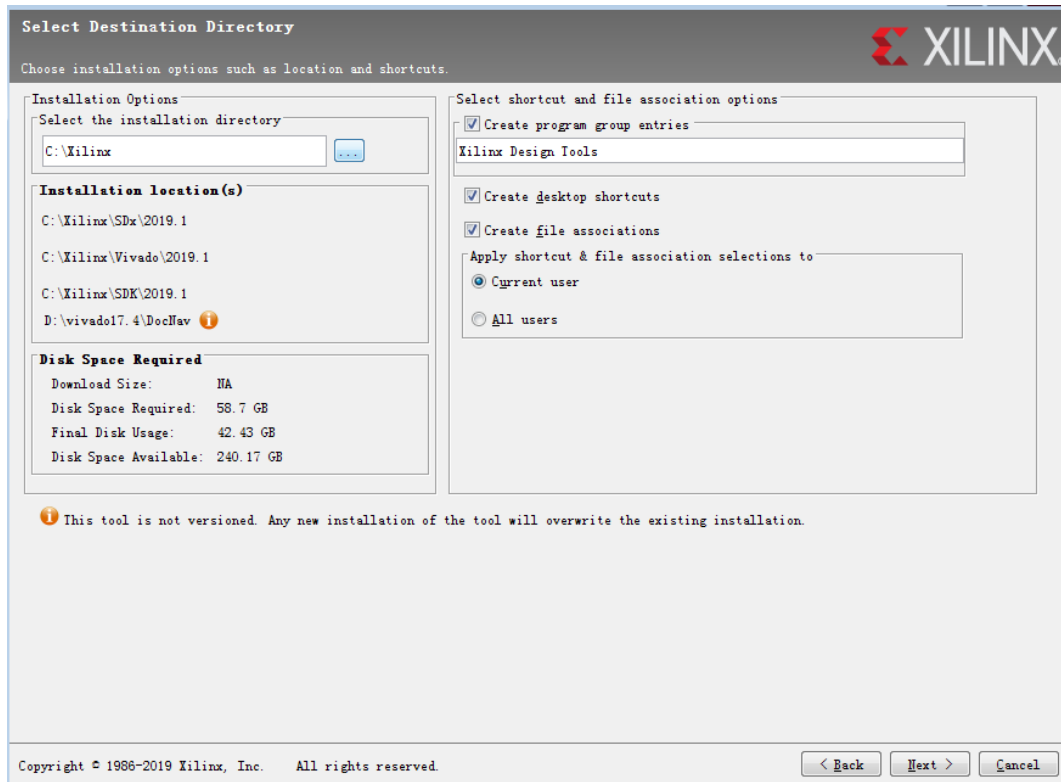 Select Destination Directory
Choose installation options such as location and shortcuts.
XILINX
Installation Options
Select the installation directory
C:\Xilinx
...
Installation location(s)
C:\Xilinx\SDx\2019.1
C:\Xilinx\Vivado\2019.1
C:\Xilinx\SDK\2019.1
D:\vivado17.4\DocNav
Disk Space Required
Download Size: NA
Disk Space Required: 58.7 GB
Final Disk Usage: 42.43 GB
Disk Space Available: 240.17 GB
Select shortcut and file association options
Create program group entries
Xilinx Design Tools
Create desktop shortcuts
Create file associations
Apply shortcut & file association selections to
Current user
All users
This tool is not versioned. Any new installation of the tool will overwrite the existing installation.
Copyright © 1986-2019 Xilinx, Inc. All rights reserved.
< Back Next > Cancel